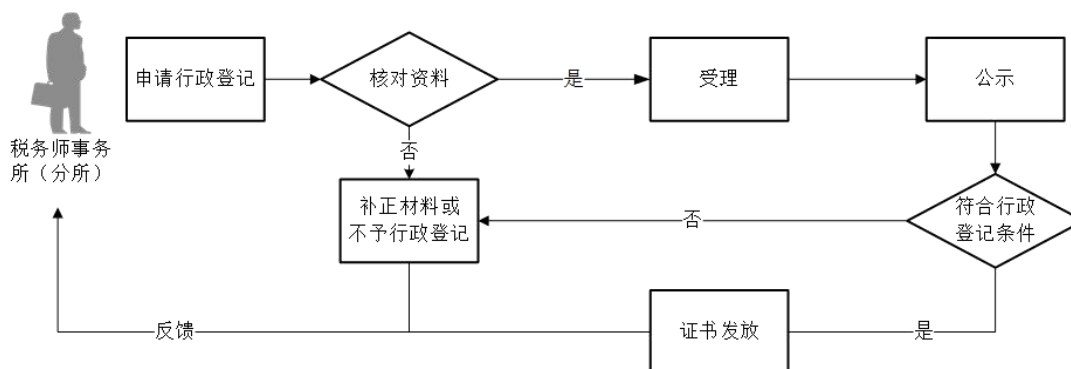 申请行政登记
核对资料
是
受理
公示
税务师事务
所（分所）
否
补正材料或
不予行政登记
否
符合行政
登记条件
反馈
证书发放
是